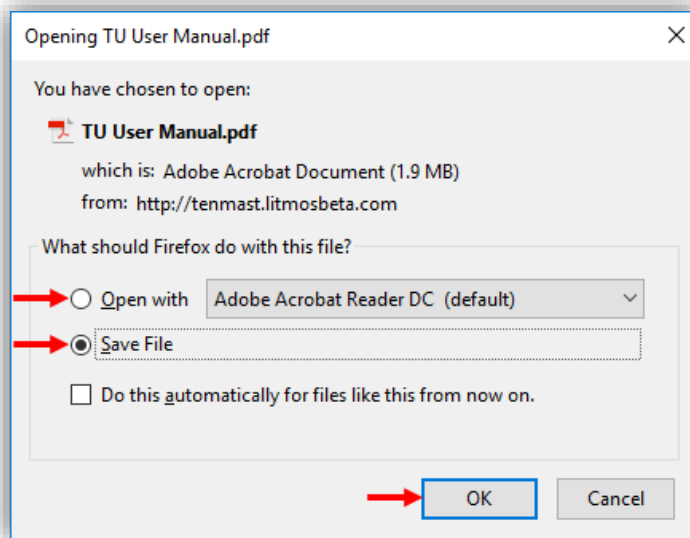 Opening TU User Manual.pdf
You have chosen to open:
TU User Manual.pdf
which is: Adobe Acrobat Document (1.9 MB)
from: http://tenmast.litmosbeta.com
What should Firefox do with this file?
Open with Adobe Acrobat Reader DC (default)
Save File
Do this automatically for files like this from now on.
OK Cancel